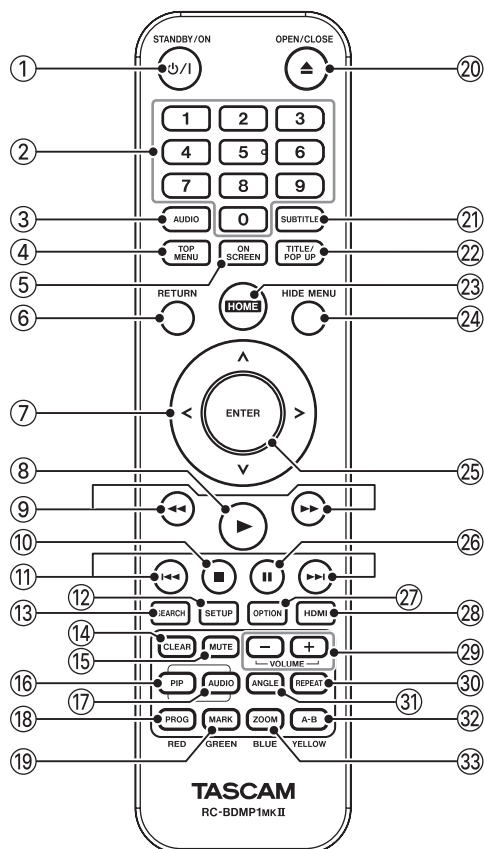 STANDBY/ON OPEN/CLOSE
① ⏻/I ⑳
1 2 3
② 4 5 6
7 8 9
③ AUDIO 0 SUBTITLE ㉑
④ TOP MENU ON SCREEN TITLE/POP UP ㉒
⑤ ㉓
RETURN HOME HIDE MENU
⑥ ㉔
⑦ ENTER
⑧ ㉕
⑨
⑩ ㉖
⑪
⑫ ㉗
⑬ SEARCH SETUP OPTION HDMI ㉘
⑭ CLEAR MUTE − + ㉙
⑮ VOLUME
⑯ PIP AUDIO ANGLE REPEAT ㉚
⑰ ㉛
⑱ PROG MARK ZOOM A-B ㉜
RED GREEN BLUE YELLOW
⑲ ㉝
TASCAM
RC-BDMP1MKII